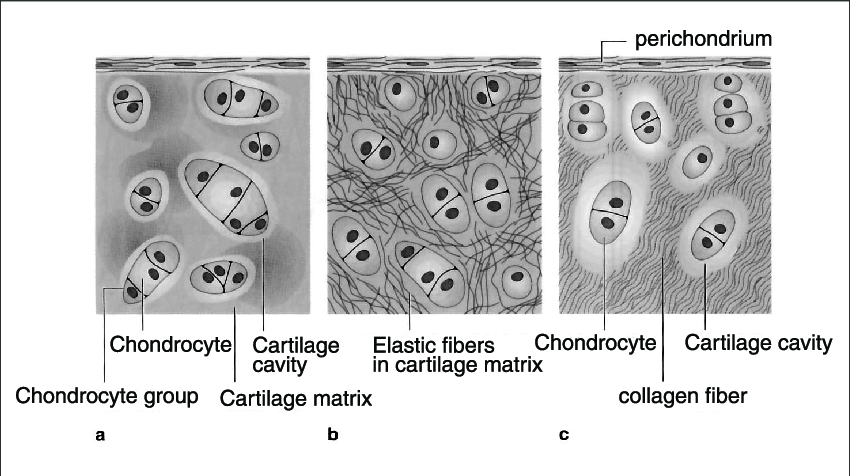 perichondrium
Chondrocyte
Cartilage
cavity
Elastic fibers
in cartilage matrix
Chondrocyte
Cartilage cavity
Chondrocyte group
Cartilage matrix
collagen fiber
a
b
c